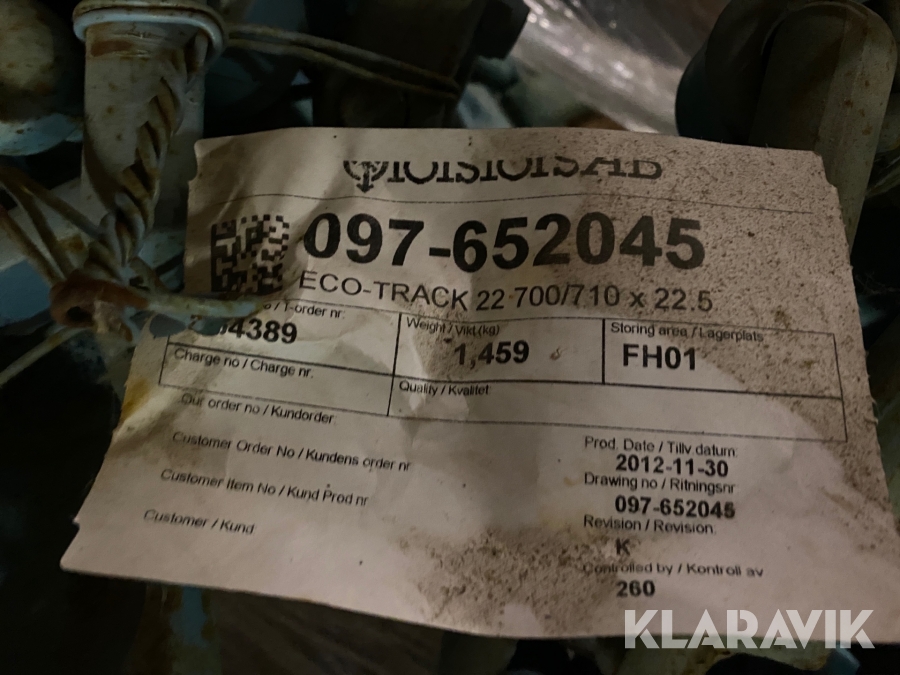 097-652045
ECO-TRACK 22 700/710 x 22.5
/ T-order nr.
4389
Weight / Vikt (kg)
1,459
Storing area / Lagerplats
FH01
Charge no / Charge nr.
Quality / Kvalitet
Our order no / Kundorder
Customer Order No / Kundens order nr
Customer Item No / Kund Prod nr
Customer / Kund
Prod. Date / Tillv datum:
2012-11-30
Drawing no / Ritningsnr
097-652045
Revision / Revision.
K
Controlled by / Kontroll av
260
KLARAVIK